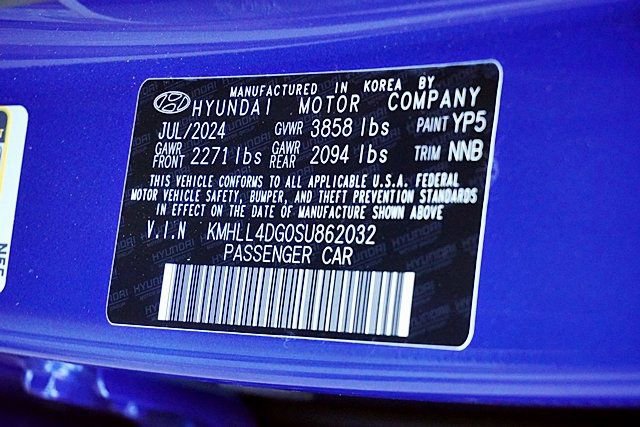 MANUFACTURED IN KOREA BY
HYUNDAI MOTOR COMPANY
JUL/2024 GVWR 3858 lbs PAINT YP5
GAWR FRONT 2271 lbs GAWR REAR 2094 lbs TRIM NNB
THIS VEHICLE CONFORMS TO ALL APPLICABLE U.S.A. FEDERAL
MOTOR VEHICLE SAFETY, BUMPER, AND THEFT PREVENTION STANDARDS
IN EFFECT ON THE DATE OF MANUFACTURE SHOWN ABOVE
V.I.N KMHLL4DG0SU862032
PASSENGER CAR